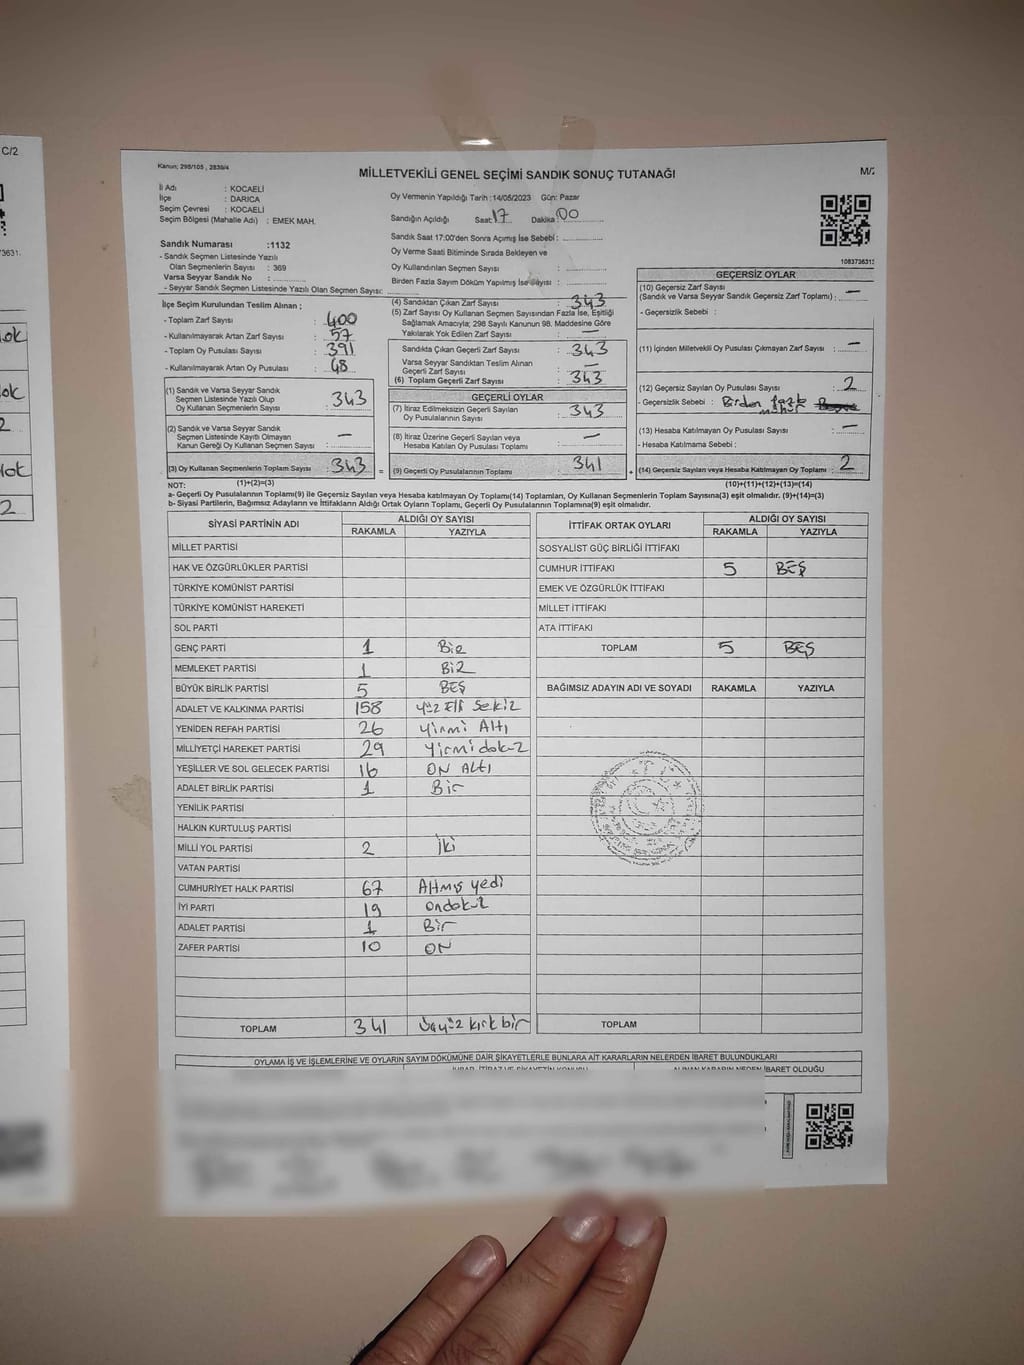 C/2
Kanun; 298/105 , 2839/4
MİLLETVEKİLİ GENEL SEÇİMİ SANDIK SONUÇ TUTANAĞI
İl Adı : KOCAELİ
İlçe : DARICA
Seçim Çevresi : KOCAELİ
Seçim Bölgesi (Mahalle Adı) : EMEK MAH.
Sandık Numarası :1132
- Sandık Seçmen Listesinde Yazılı
Olan Seçmenlerin Sayısı : 369
Varsa Seyyar Sandık No :
- Seyyar Sandık Seçmen Listesinde Yazılı Olan Seçmen Sayısı:
Oy Vermenin Yapıldığı Tarih :14/05/2023 Gün: Pazar
Sandığın Açıldığı Saat: 17 Dakika: 00
Sandık Saat 17:00'den Sonra Açımış İse Sebebi :
Oy Verme Saati Bitiminde Sırada Bekleyen ve
Oy Kullandırılan Seçmen Sayısı :
Birden Fazla Sayım Döküm Yapılmış İse Sayısı :
İlçe Seçim Kurulundan Teslim Alınan ;
- Toplam Zarf Sayısı : 400
- Kullanılmayarak Artan Zarf Sayısı : 57
- Toplam Oy Pusulası Sayısı : 391
- Kullanılmayarak Artan Oy Pusulası : 48
(1) Sandık ve Varsa Seyyar Sandık
Seçmen Listesinde Yazılı Olup
Oy Kullanan Seçmenlerin Sayısı : 343
(2) Sandık ve Varsa Seyyar Sandık
Seçmen Listesinde Kayıtlı Olmayan
Kanun Gereği Oy Kullanan Seçmen Sayısı : —
(3) Oy Kullanan Seçmenlerin Toplam Sayısı : 343 =
(4) Sandıktan Çıkan Zarf Sayısı : 343
(5) Zarf Sayısı Oy Kullanan Seçmen Sayısından Fazla İse, Eşitliği
Sağlamak Amacıyla; 298 Sayılı Kanunun 98. Maddesine Göre
Yakılarak Yok Edilen Zarf Sayısı : —
Sandıkta Çıkan Geçerli Zarf Sayısı : 343
Varsa Seyyar Sandıktan Teslim Alınan
Geçerli Zarf Sayısı : —
(6) Toplam Geçerli Zarf Sayısı : 343
GEÇERLİ OYLAR
(7) İtiraz Edilmeksizin Geçerli Sayılan
Oy Pusulalarının Sayısı : 343
(8) İtiraz Üzerine Geçerli Sayılan veya
Hesaba Katılan Oy Pusulası Sayısı : —
(9) Geçerli Oy Pusulalarının Toplamı : 341 +
GEÇERSİZ OYLAR
(10) Geçersiz Zarf Sayısı
(Sandık ve Varsa Seyyar Sandık Geçersiz Zarf Toplamı) : —
- Geçersizlik Sebebi :
(11) İçinden Milletvekili Oy Pusulası Çıkmayan Zarf Sayısı : —
(12) Geçersiz Sayılan Oy Pusulası Sayısı : 2
- Geçersizlik Sebebi : Birden fazla mühür
(13) Hesaba Katılmayan Oy Pusulası Sayısı : —
- Hesaba Katılmama Sebebi :
(14) Geçersiz Sayılan veya Hesaba Katılmayan Oy Toplamı : 2
NOT: (1)+(2)=(3)
(10)+(11)+(12)+(13)=(14)
a- Geçerli Oy Pusulalarının Toplamı(9) ile Geçersiz Sayılan veya Hesaba katılmayan Oy Toplamı(14) Toplamları, Oy Kullanan Seçmenlerin Toplam Sayısına(3) eşit olmalıdır. (9)+(14)=(3)
b- Siyasi Partilerin, Bağımsız Adayların ve İttifakların Aldığı Ortak Oyların Toplamı, Geçerli Oy Pusulalarının Toplamına(9) eşit olmalıdır.
SİYASİ PARTİNİN ADI ALDIĞI OY SAYISI
RAKAMLA YAZIYLA
MİLLET PARTİSİ
HAK VE ÖZGÜRLÜKLER PARTİSİ
TÜRKİYE KOMÜNİST PARTİSİ
TÜRKİYE KOMÜNİST HAREKETİ
SOL PARTİ
GENÇ PARTİ 1 Bir
MEMLEKET PARTİSİ 1 Bir
BÜYÜK BİRLİK PARTİSİ 5 BEŞ
ADALET VE KALKINMA PARTİSİ 158 yüz Elli Sekiz
YENİDEN REFAH PARTİSİ 26 yirmi Altı
MİLLİYETÇİ HAREKET PARTİSİ 29 yirmi dokuz
YEŞİLLER VE SOL GELECEK PARTİSİ 16 ON ALtı
ADALET BİRLİK PARTİSİ 1 Bir
YENİLİK PARTİSİ
HALKIN KURTULUŞ PARTİSİ
MİLLİ YOL PARTİSİ 2 İki
VATAN PARTİSİ
CUMHURİYET HALK PARTİSİ 67 Altmış yedi
İYİ PARTİ 19 ondokuz
ADALET PARTİSİ 1 Bir
ZAFER PARTİSİ 10 ON
TOPLAM 341 üçyüz kırk bir
İTTİFAK ORTAK OYLARI ALDIĞI OY SAYISI
RAKAMLA YAZIYLA
SOSYALİST GÜÇ BİRLİĞİ İTTİFAKI
CUMHUR İTTİFAKI 5 BEŞ
EMEK VE ÖZGÜRLÜK İTTİFAKI
MİLLET İTTİFAKI
ATA İTTİFAKI
TOPLAM 5 BEŞ
BAĞIMSIZ ADAYIN ADI VE SOYADI RAKAMLA YAZIYLA
TOPLAM
OYLAMA İŞ VE İŞLEMLERİNE VE OYLARIN SAYIM DÖKÜMÜNE DAİR ŞİKAYETLERLE BUNLARA AİT KARARLARIN NELERDEN İBARET BULUNDUKLARI
İBARET OLDUĞU